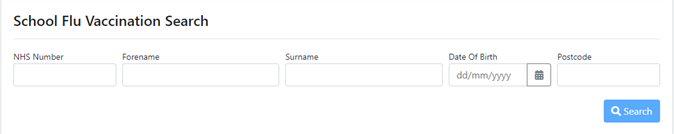 School Flu Vaccination Search
NHS Number Forename Surname Date Of Birth Postcode
dd/mm/yyyy
Search